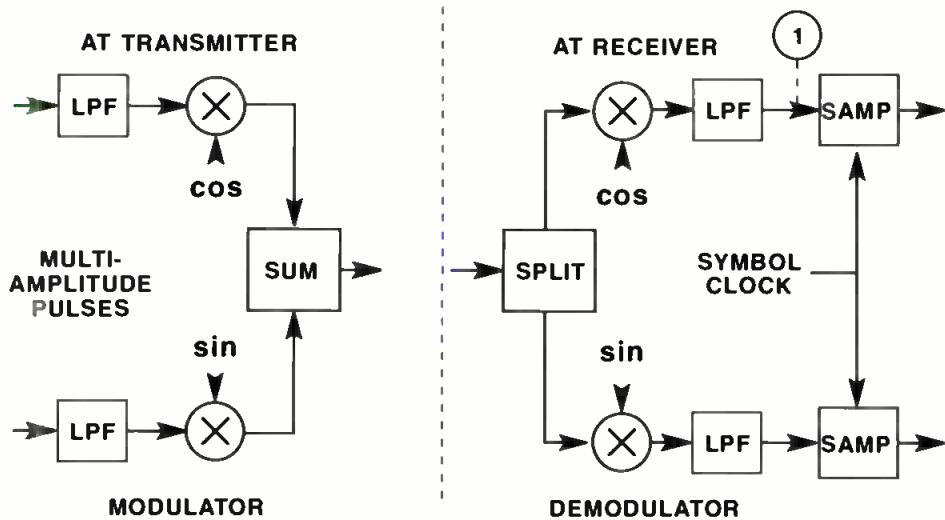 AT TRANSMITTER
LPF
cos
MULTI-
AMPLITUDE
PULSES
SUM
sin
LPF
MODULATOR
AT RECEIVER
1
LPF
SAMP
cos
SPLIT
SYMBOL
CLOCK
sin
LPF
SAMP
DEMODULATOR